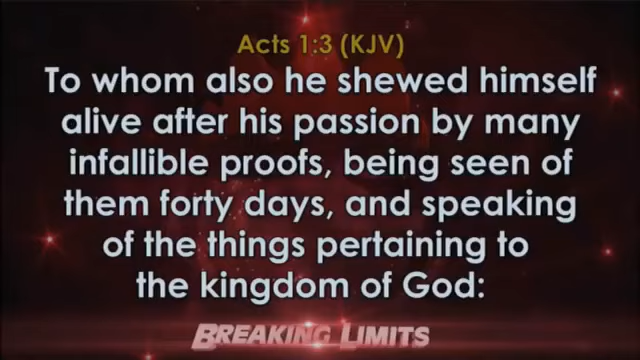 Acts 1:3 (KJV)
To whom also he shewed himself
alive after his passion by many
infallible proofs, being seen of
them forty days, and speaking
of the things pertaining to
the kingdom of God:
BREAKING LIMITS